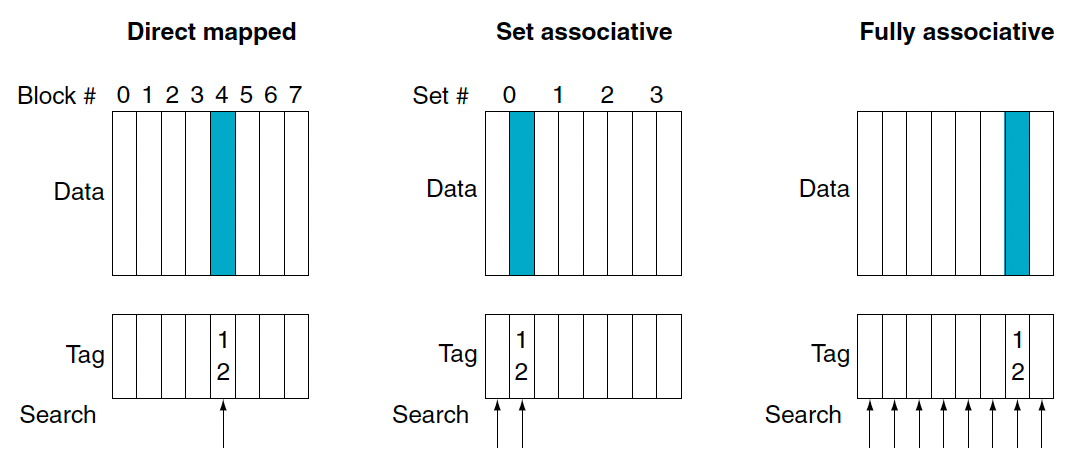 Direct mapped
Set associative
Fully associative
Block # 0 1 2 3 4 5 6 7
Set # 0 1 2 3
Data
Data
Data
Tag
1
2
Tag
1
2
Tag
1
2
Search
Search
Search